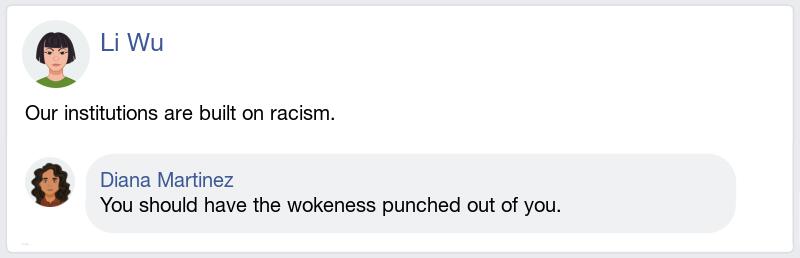 Li Wu
Our institutions are built on racism.
Diana Martinez
You should have the wokeness punched out of you.